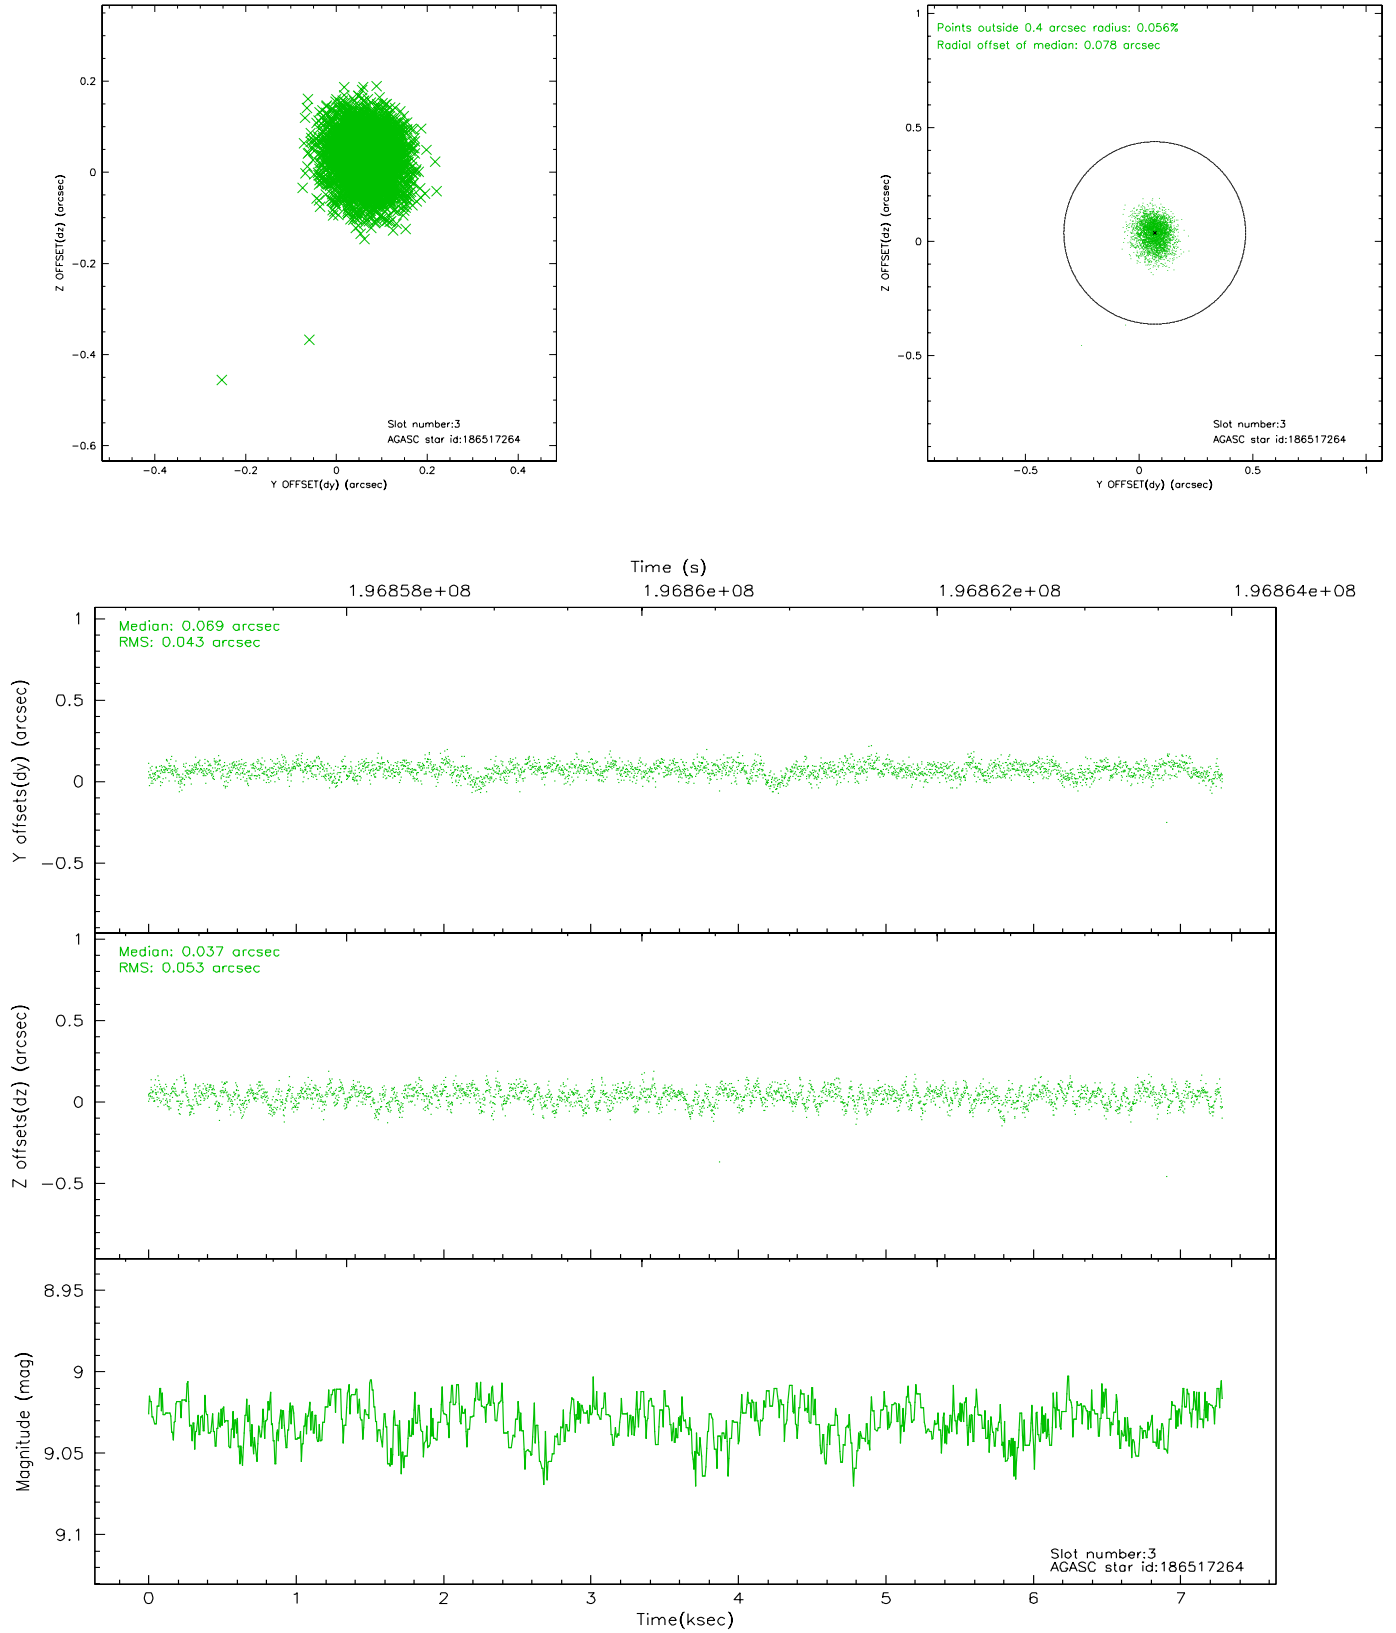 0.2
0
−0.2
−0.4
−0.6
Z OFFSET(dz) (arcsec)
Slot number:3
AGASC star id:186517264
−0.4 −0.2 0 0.2 0.4
Y OFFSET(dy) (arcsec)
Points outside 0.4 arcsec radius: 0.056%
Radial offset of median: 0.078 arcsec
1
0.5
0
−0.5
Z OFFSET(dz) (arcsec)
Slot number:3
AGASC star id:186517264
−0.5 0 0.5 1
Y OFFSET(dy) (arcsec)
Time (s)
1.96858e+08 1.9686e+08 1.96862e+08 1.96864e+08
Median: 0.069 arcsec
RMS: 0.043 arcsec
1
0.5
0
−0.5
Y offsets(dy) (arcsec)
Median: 0.037 arcsec
RMS: 0.053 arcsec
1
0.5
0
−0.5
Z offsets(dz) (arcsec)
8.95
9
9.05
9.1
Magnitude (mag)
Slot number:3
AGASC star id:186517264
0 1 2 3 4 5 6 7
Time(ksec)